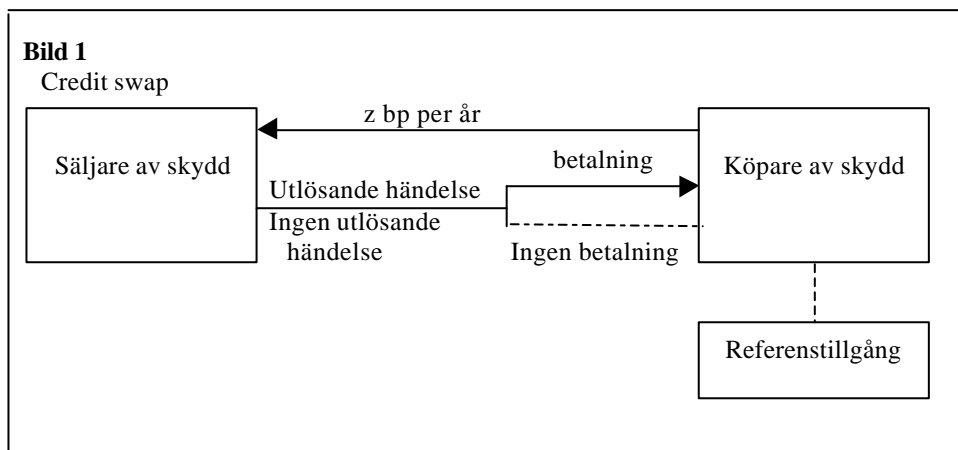 Bild 1
Credit swap
z bp per år
Säljare av skydd
betalning
Köpare av skydd
Utlösande händelse
Ingen utlösande
händelse
Ingen betalning
Referenstillgång